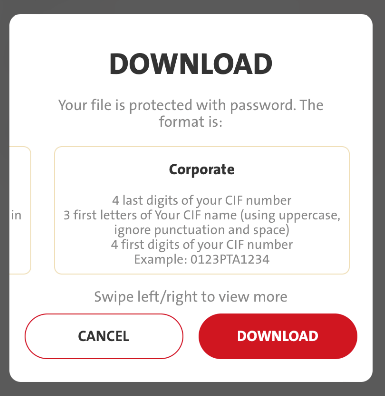 DOWNLOAD
Your file is protected with password. The
format is:
Corporate
4 last digits of your CIF number
in
3 first letters of Your CIF name (using uppercase,
ignore punctuation and space)
4 first digits of your CIF number
Example: 0123PTA1234
Swipe left/right to view more
CANCEL
DOWNLOAD